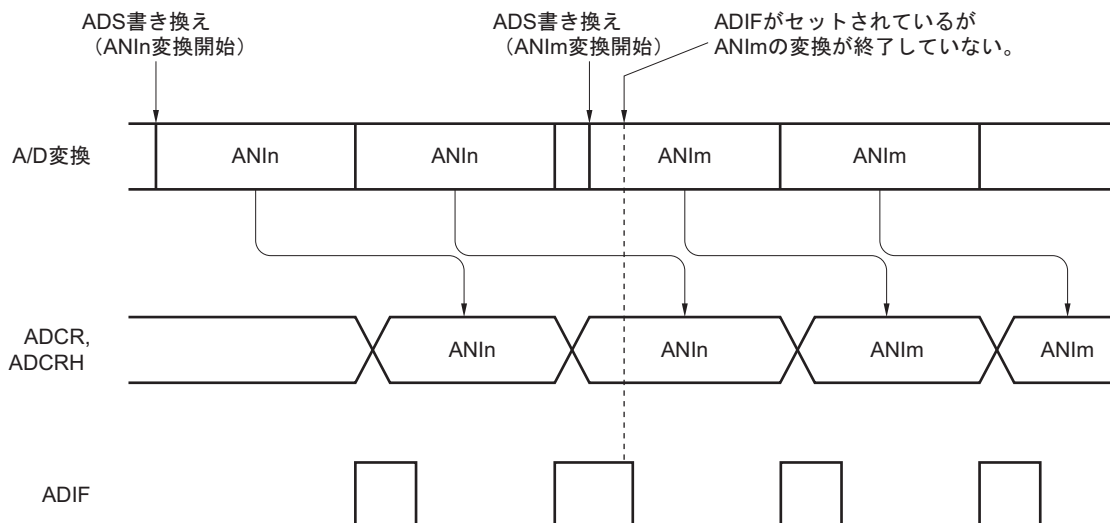 ADS書き換え
（ANIn変換開始）
ADS書き換え
（ANIm変換開始）
ADIFがセットされているが
ANImの変換が終了していない。
A/D変換
ANIn
ANIn
ANIm
ANIm
ADCR,
ADCRH
ANIn
ANIn
ANIm
ANIm
ADIF